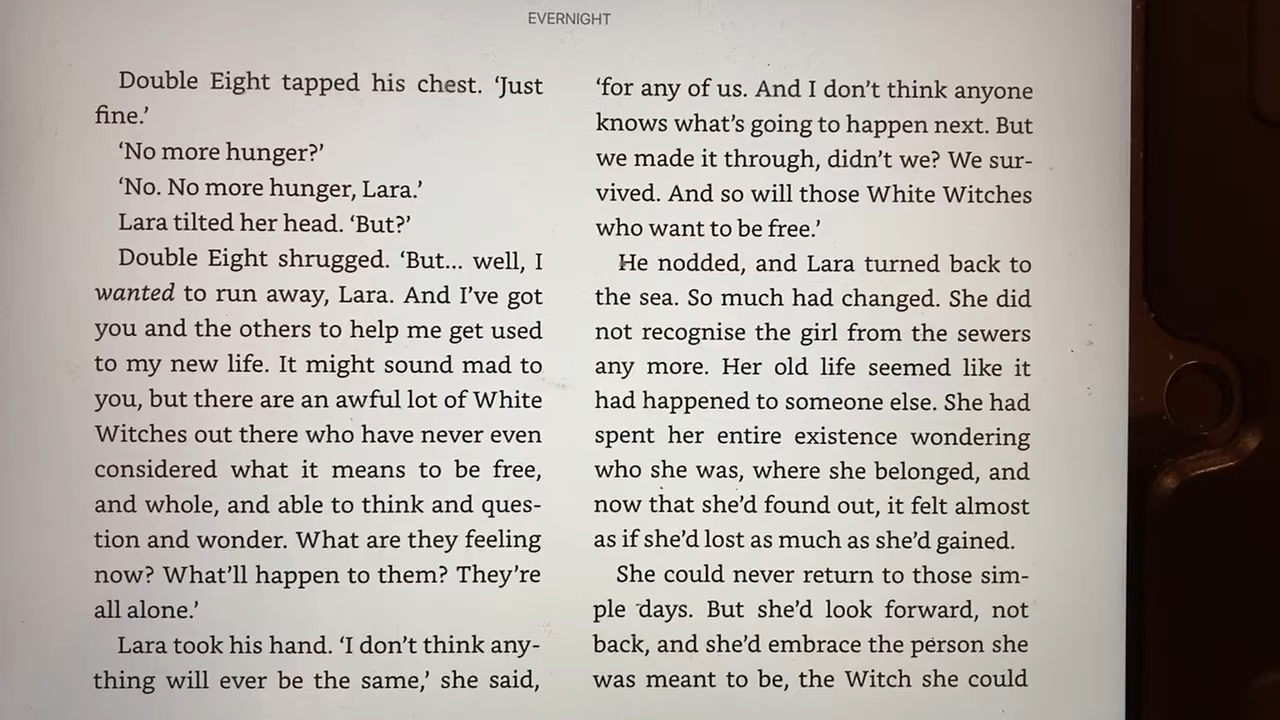 EVERNIGHT
Double Eight tapped his chest. ‘Just
fine.’
‘No more hunger?’
‘No. No more hunger, Lara.’
Lara tilted her head. ‘But?’
Double Eight shrugged. ‘But... well, I
wanted to run away, Lara. And I’ve got
you and the others to help me get used
to my new life. It might sound mad to
you, but there are an awful lot of White
Witches out there who have never even
considered what it means to be free,
and whole, and able to think and ques-
tion and wonder. What are they feeling
now? What’ll happen to them? They’re
all alone.’
Lara took his hand. ‘I don’t think any-
thing will ever be the same,’ she said,
‘for any of us. And I don’t think anyone
knows what’s going to happen next. But
we made it through, didn’t we? We sur-
vived. And so will those White Witches
who want to be free.’
He nodded, and Lara turned back to
the sea. So much had changed. She did
not recognise the girl from the sewers
any more. Her old life seemed like it
had happened to someone else. She had
spent her entire existence wondering
who she was, where she belonged, and
now that she’d found out, it felt almost
as if she’d lost as much as she’d gained.
She could never return to those sim-
ple days. But she’d look forward, not
back, and she’d embrace the person she
was meant to be, the Witch she could